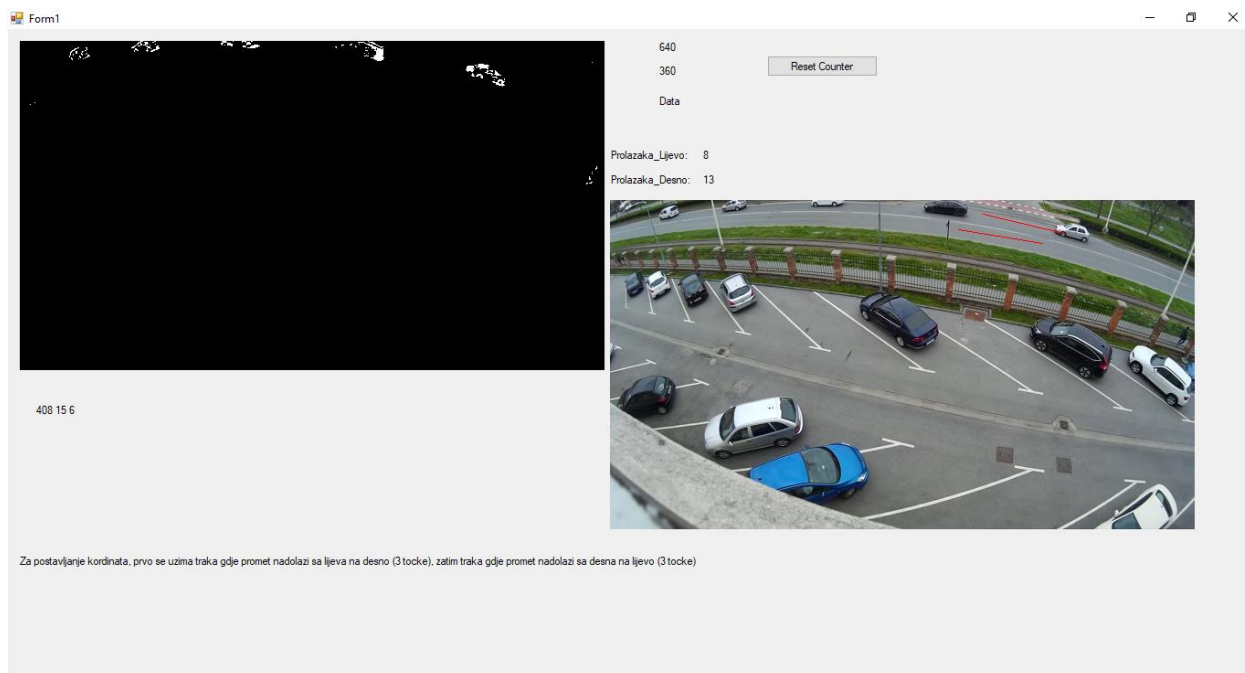 Form1
640
360
Reset Counter
Data
Prolazaka_Lijevo: 8
Prolazaka_Desno: 13
408 15 6
Za postavljanje kordinata, prvo se uzima traka gdje promet nadolazi sa lijeva na desno (3 tocke), zatim traka gdje promet nadolazi sa desna na lijevo (3 tocke)